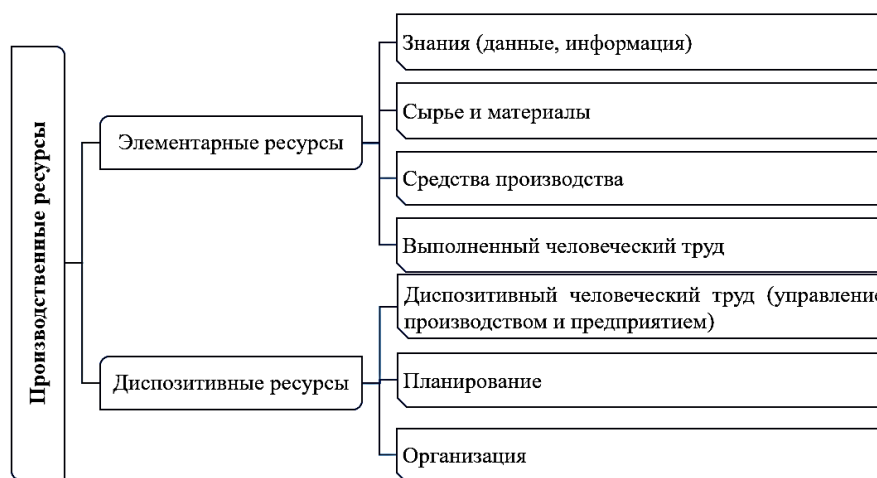 Производственные ресурсы
Элементарные ресурсы
Знания (данные, информация)
Сырье и материалы
Средства производства
Выполненный человеческий труд
Диспозитивные ресурсы
Диспозитивный человеческий труд (управление
производством и предприятием)
Планирование
Организация